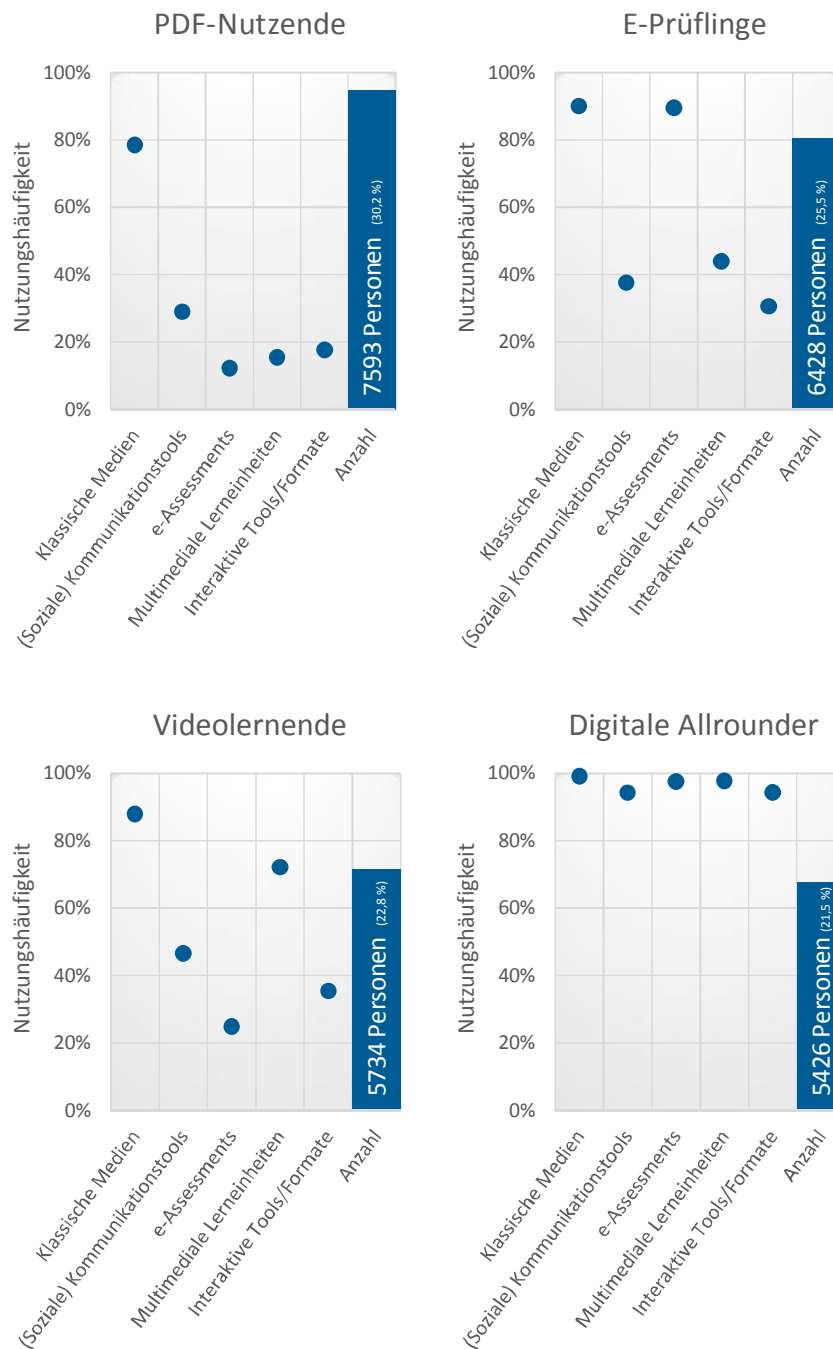 PDF-Nutzende
Nutzungshäufigkeit
100%
80%
60%
40%
20%
0%
7593 Personen (30,2 %)
Klassische Medien
(Soziale) Kommunikationstools
e-Assessments
Multimediale Lerneinheiten
Interaktive Tools/Formate
Anzahl
E-Prüflinge
Nutzungshäufigkeit
100%
80%
60%
40%
20%
0%
6428 Personen (25,5 %)
Klassische Medien
(Soziale) Kommunikationstools
e-Assessments
Multimediale Lerneinheiten
Interaktive Tools/Formate
Anzahl
Videolernende
Nutzungshäufigkeit
100%
80%
60%
40%
20%
0%
5734 Personen (22,8 %)
Klassische Medien
(Soziale) Kommunikationstools
e-Assessments
Multimediale Lerneinheiten
Interaktive Tools/Formate
Anzahl
Digitale Allrounder
Nutzungshäufigkeit
100%
80%
60%
40%
20%
0%
5426 Personen (21,5 %)
Klassische Medien
(Soziale) Kommunikationstools
e-Assessments
Multimediale Lerneinheiten
Interaktive Tools/Formate
Anzahl